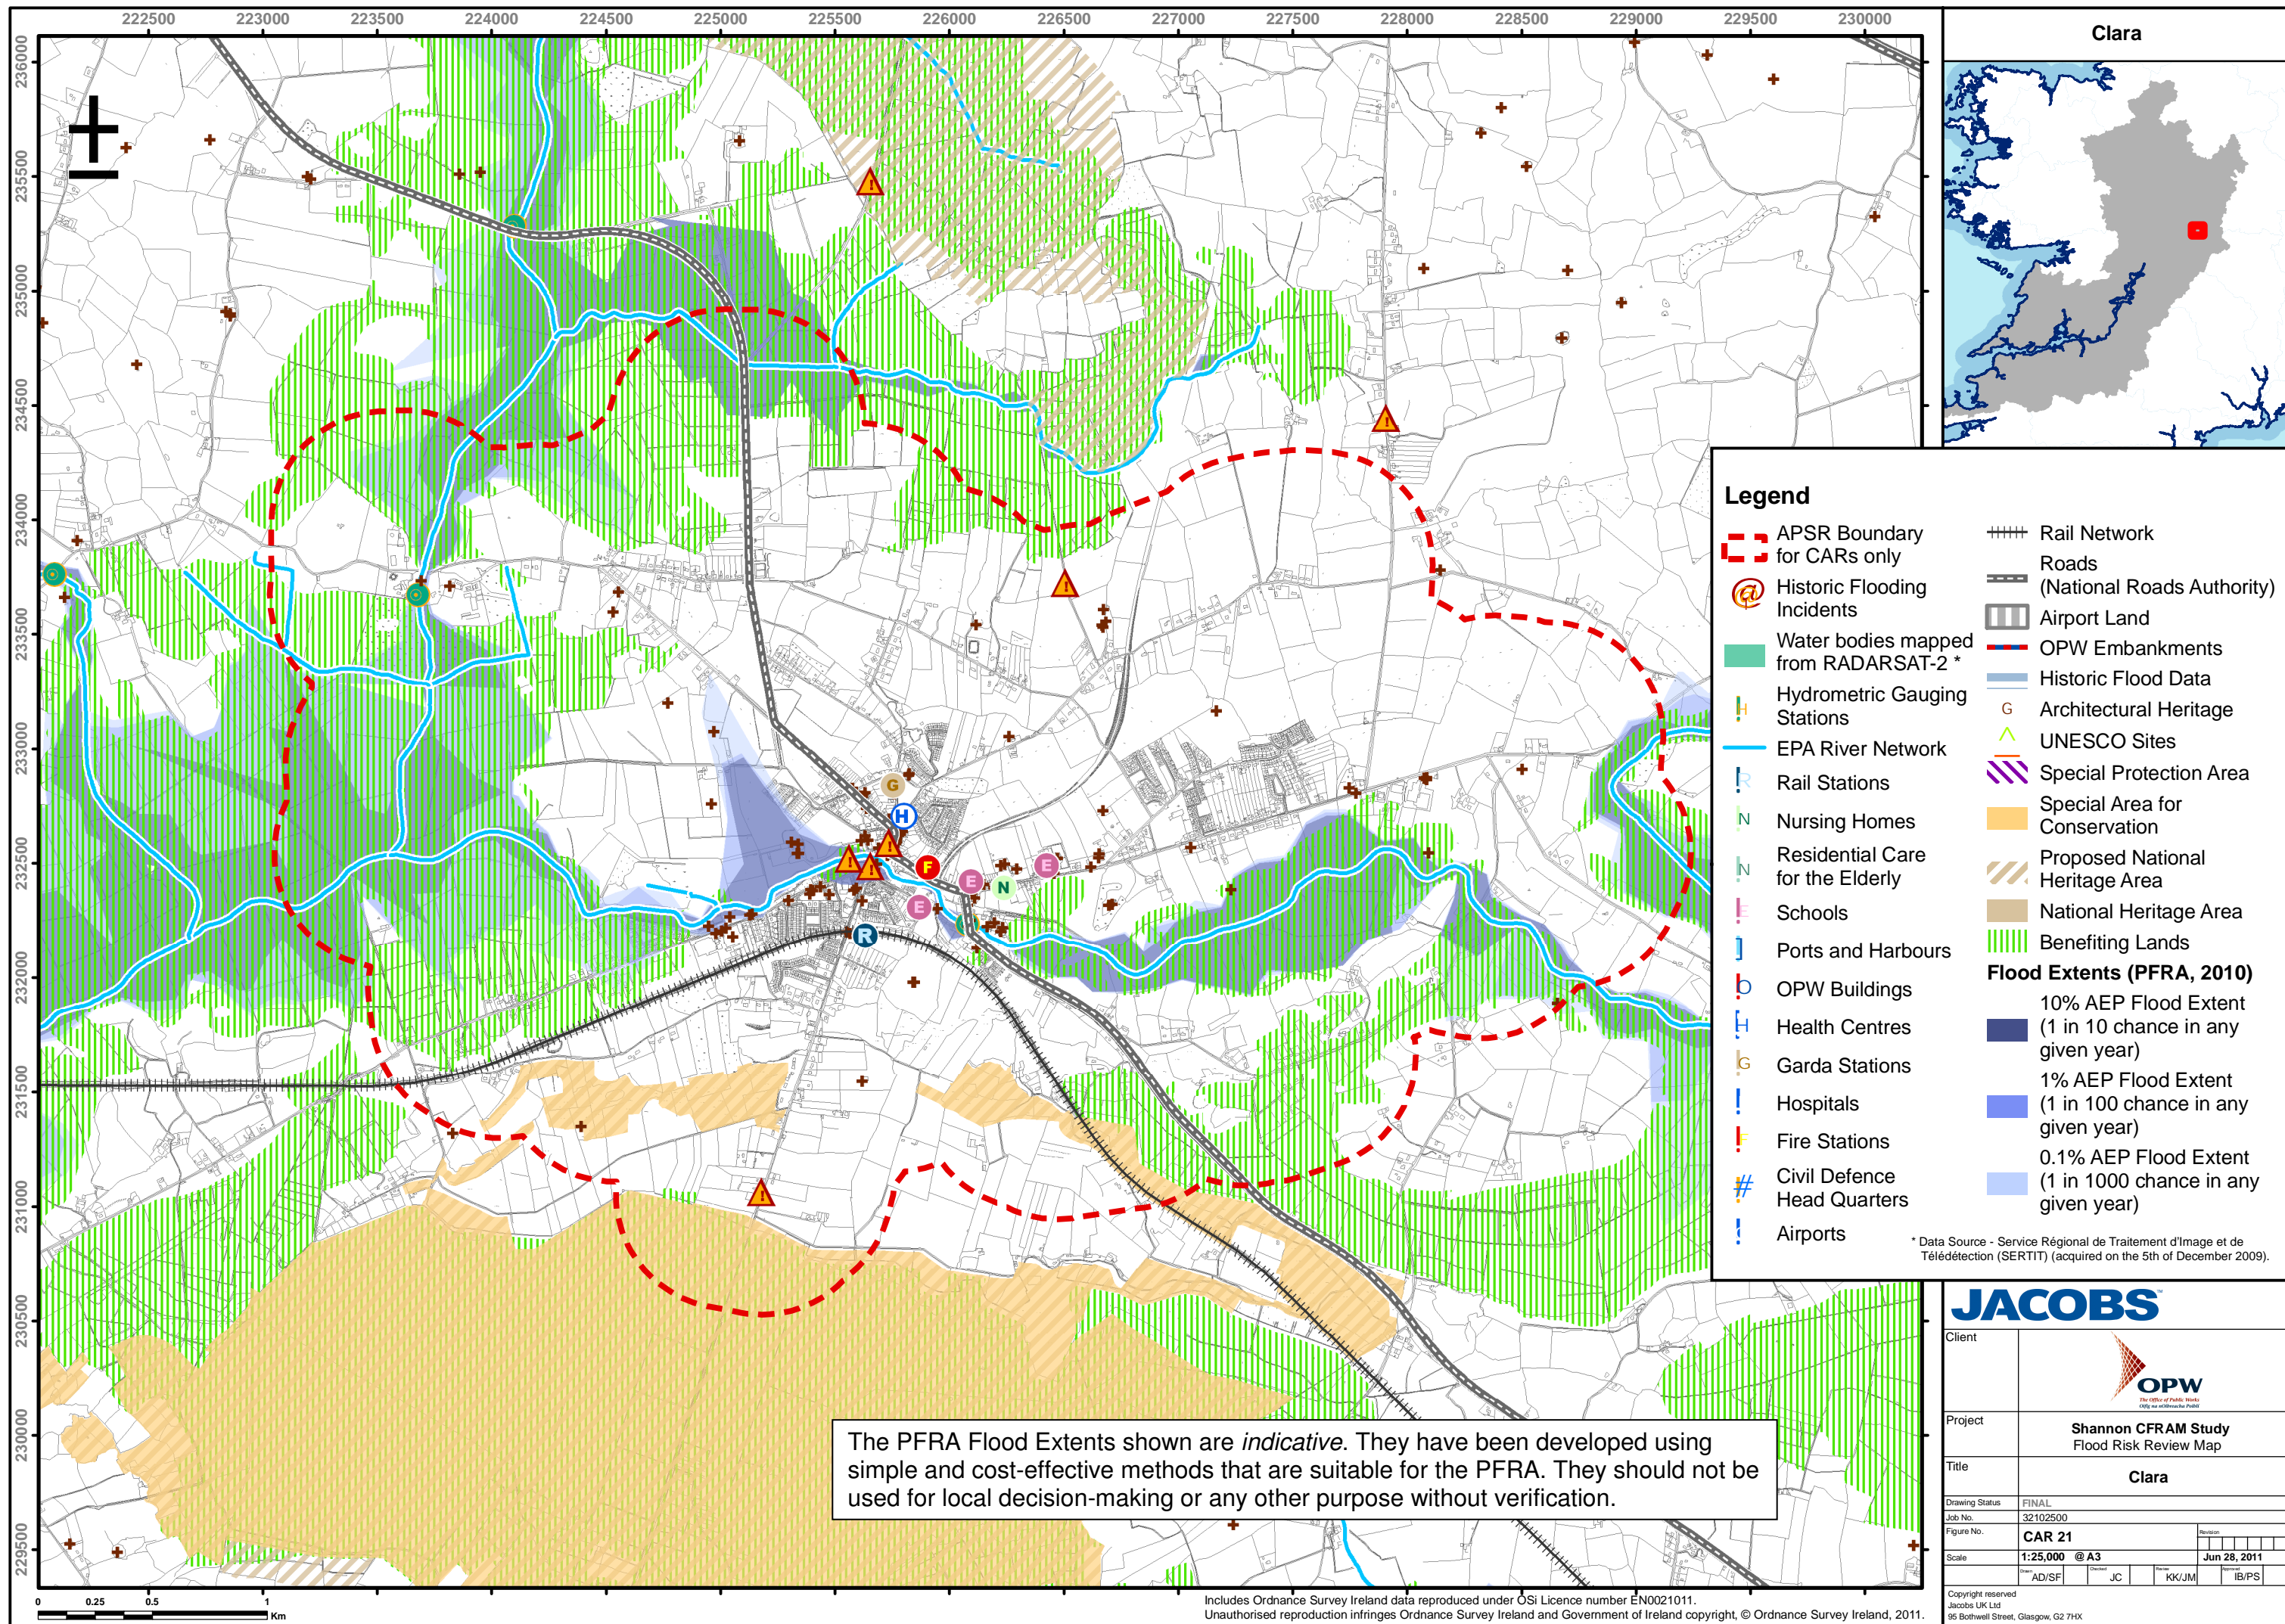 222500 223000 223500 224000 224500 225000 225500 226000 226500 227000 227500 228000 228500 229000 229500 230000
236000
235500
235000
234500
234000
233500
233000
232500
232000
231500
231000
230500
230000
229500
G
H
F
E
E
E
N
R
Clara
Legend
APSR Boundary
for CARs only
@
Historic Flooding
Incidents
Water bodies mapped
from RADARSAT-2 *
H
Hydrometric Gauging
Stations
EPA River Network
R
Rail Stations
N
Nursing Homes
N
Residential Care
for the Elderly
E
Schools
Ports and Harbours
O
OPW Buildings
H
Health Centres
G
Garda Stations
Hospitals
F
Fire Stations
#
Civil Defence
Head Quarters
Airports
Rail Network
Roads
(National Roads Authority)
Airport Land
OPW Embankments
Historic Flood Data
G
Architectural Heritage
UNESCO Sites
Special Protection Area
Special Area for
Conservation
Proposed National
Heritage Area
National Heritage Area
Benefiting Lands
Flood Extents (PFRA, 2010)
10% AEP Flood Extent
(1 in 10 chance in any
given year)
1% AEP Flood Extent
(1 in 100 chance in any
given year)
0.1% AEP Flood Extent
(1 in 1000 chance in any
given year)
* Data Source - Service Régional de Traitement d'Image et de
Télédétection (SERTIT) (acquired on the 5th of December 2009).
The PFRA Flood Extents shown are indicative. They have been developed using
simple and cost-effective methods that are suitable for the PFRA. They should not be
used for local decision-making or any other purpose without verification.
JACOBS™
Client
OPW
The Office of Public Works
Oifig na nOibreacha Poiblí
Project
Shannon CFRAM Study
Flood Risk Review Map
Title
Clara
Drawing Status FINAL
Job No. 32102500
Figure No. CAR 21 Revision
Scale 1:25,000 @ A3 Jun 28, 2011
Drawn AD/SF Checked JC Review KK/JM Approved IB/PS
Copyright reserved
Jacobs UK Ltd
95 Bothwell Street, Glasgow, G2 7HX
0 0.25 0.5 1
Km
Includes Ordnance Survey Ireland data reproduced under OSi Licence number EN0021011.
Unauthorised reproduction infringes Ordnance Survey Ireland and Government of Ireland copyright, © Ordnance Survey Ireland, 2011.